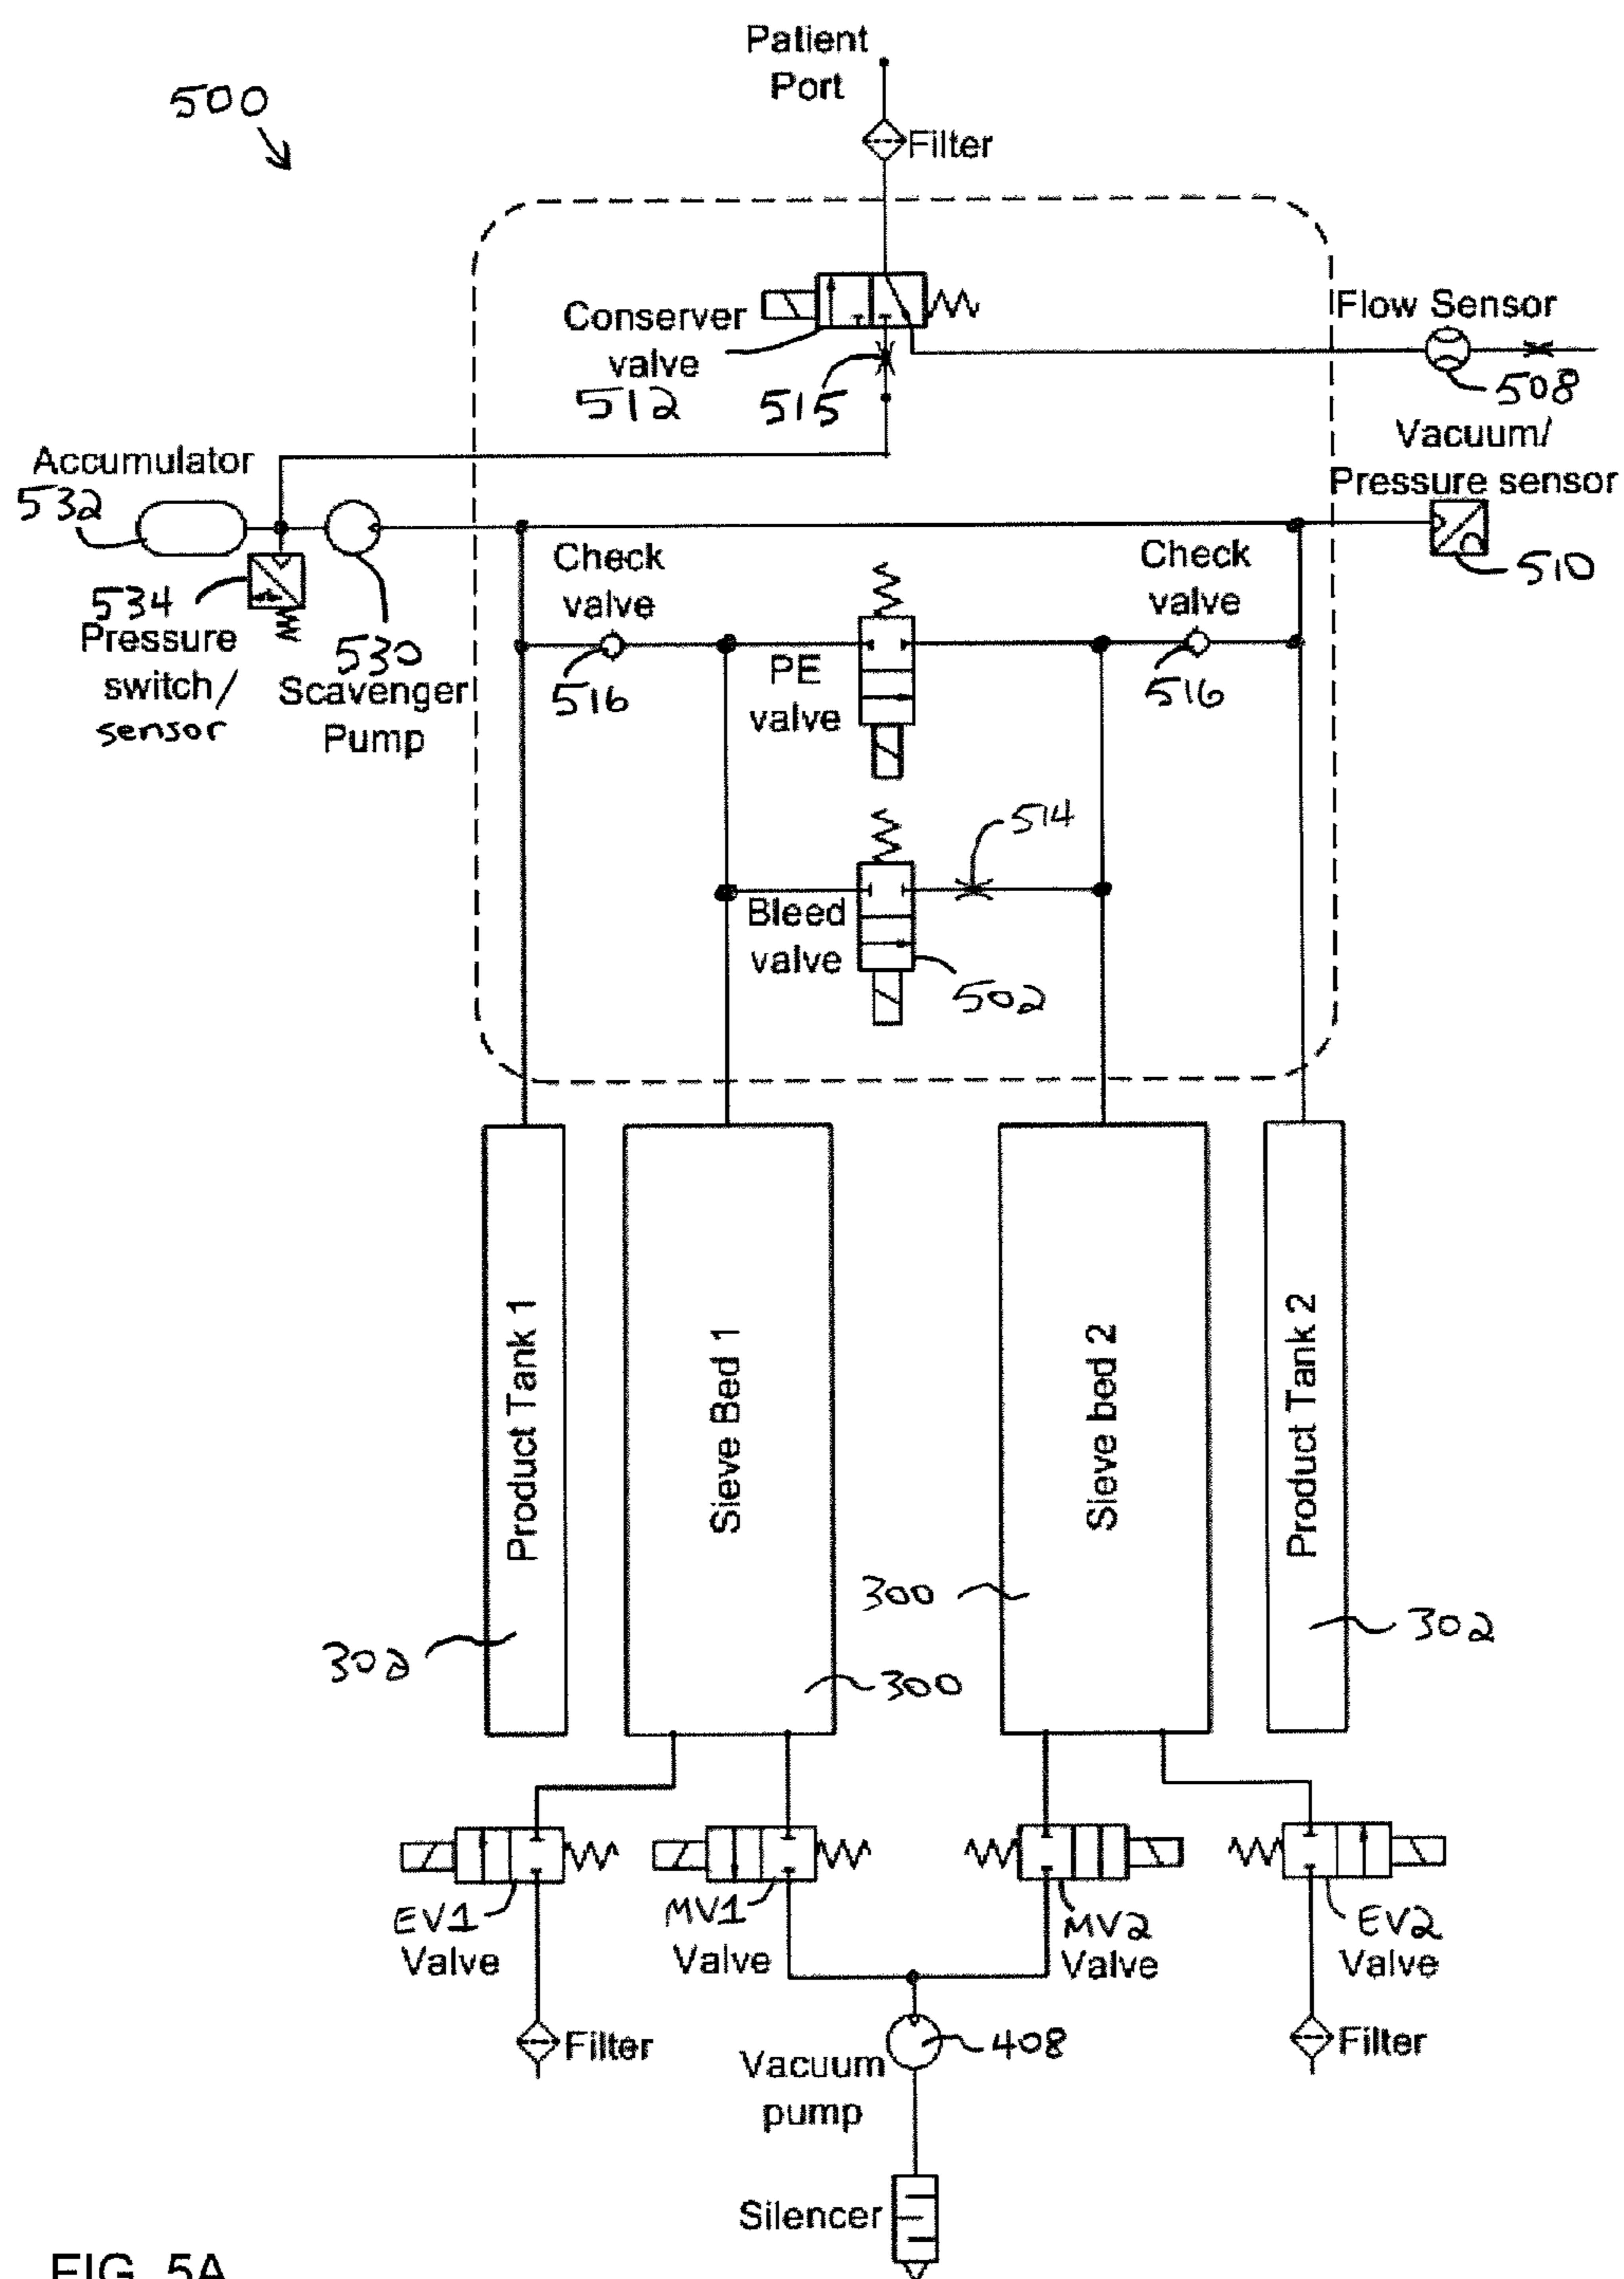 Patient
Port
500
Filter
Conserver
valve
512
515
Flow Sensor
508
Vacuum/
Pressure sensor
510
Accumulator
532
534
Pressure
switch/
sensor
530
Scavenger
Pump
Check
valve
516
PE
valve
Check
valve
516
514
Bleed
valve
502
Product Tank 1
Sieve Bed 1
Sieve bed 2
Product Tank 2
302
300
300
302
EV1
Valve
MV1
Valve
MV2
Valve
EV2
Valve
Filter
Filter
408
Vacuum
pump
Silencer
FIG. 5A